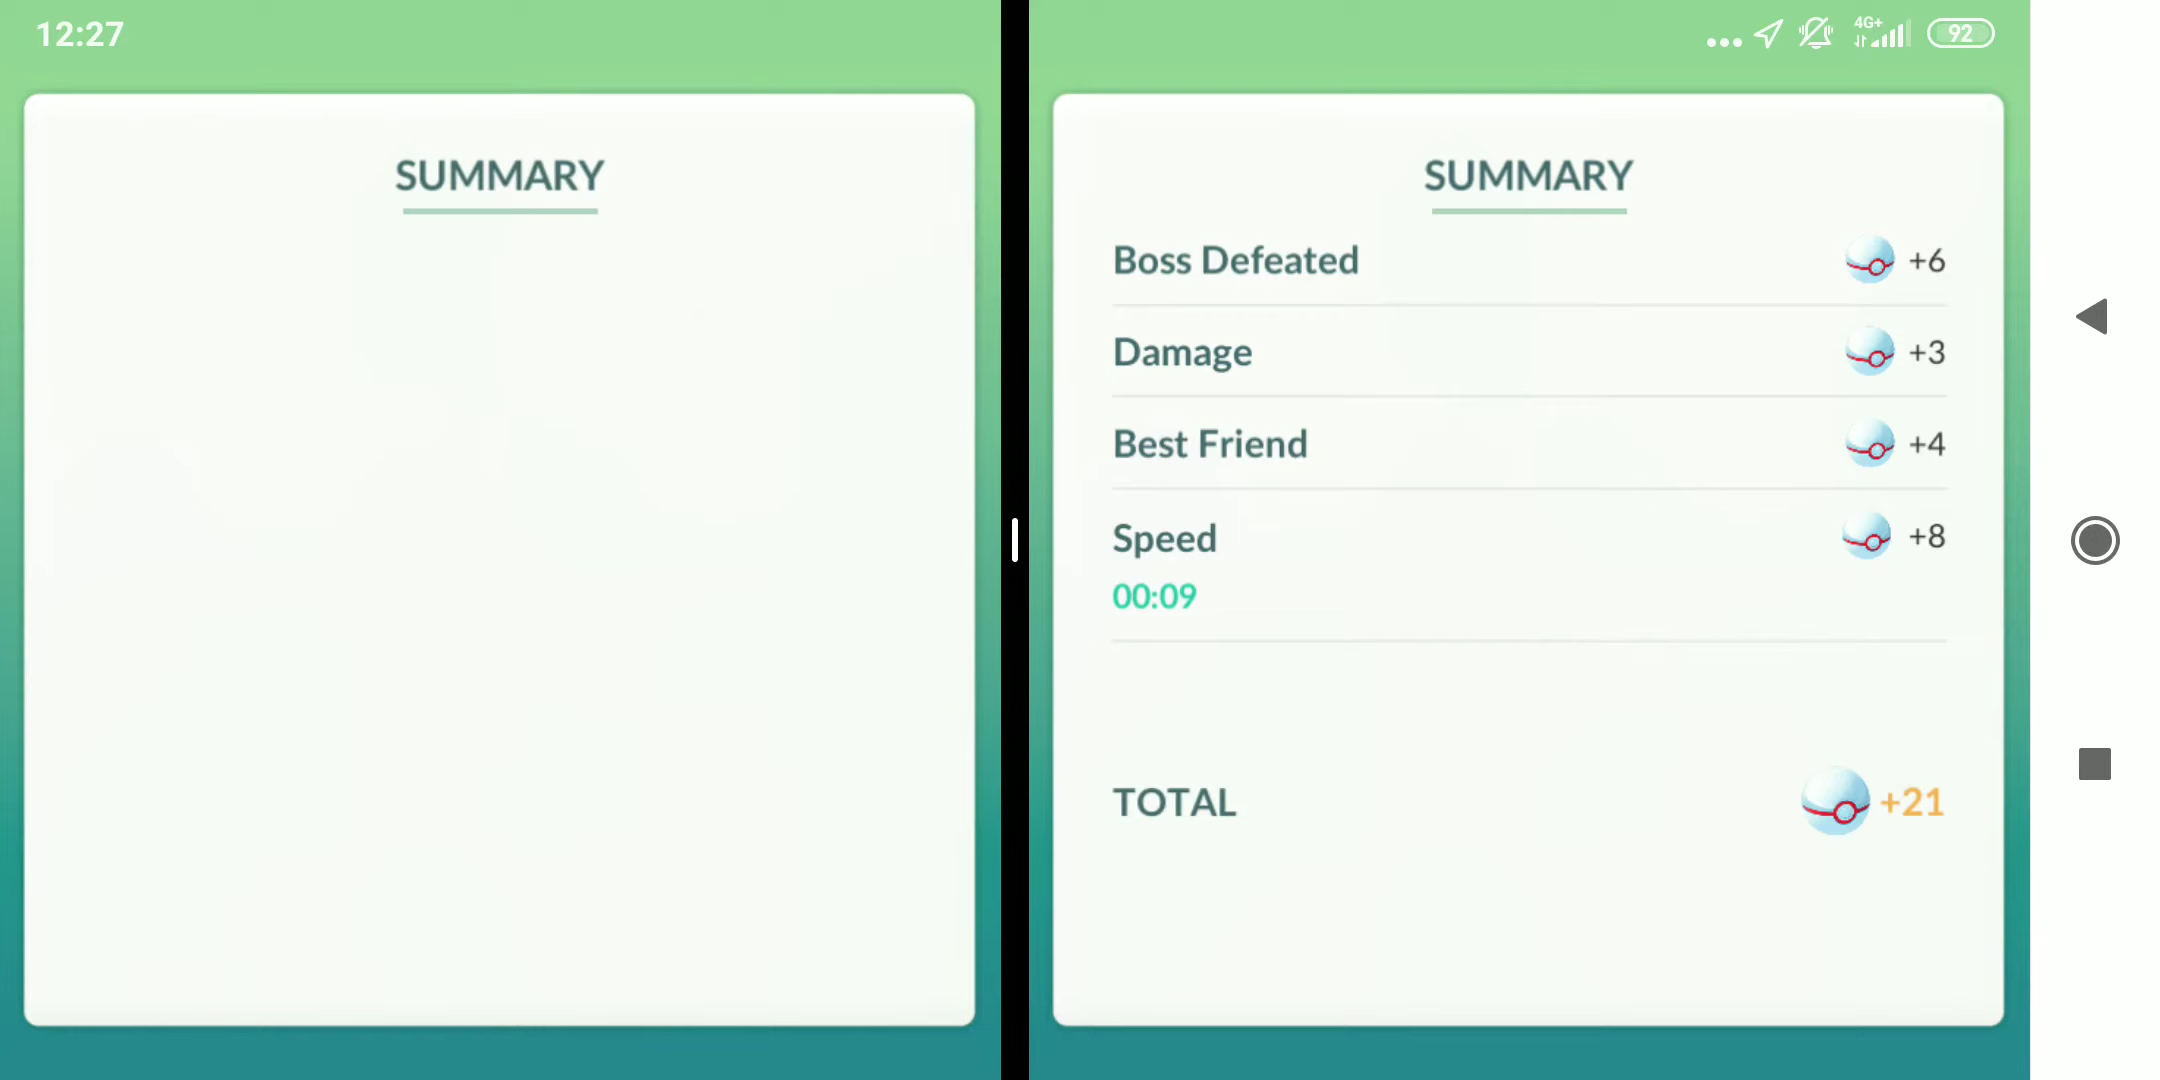 12:27
4G+
92
SUMMARY
SUMMARY
Boss Defeated +6
Damage +3
Best Friend +4
Speed +8
00:09
TOTAL +21